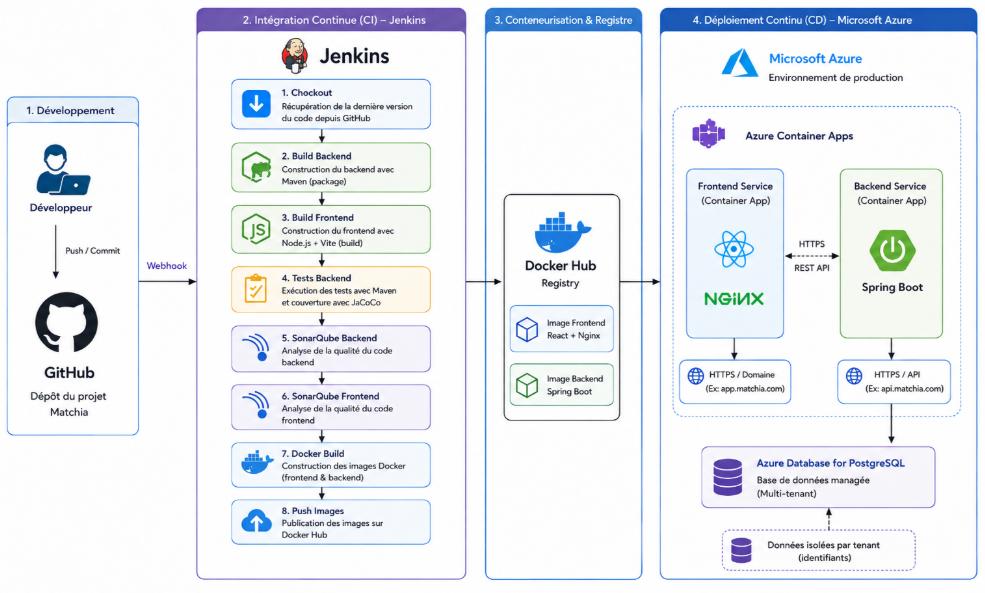 1. Développement
Développeur
Push / Commit
GitHub
Dépôt du projet
Matchia
Webhook
2. Intégration Continue (CI) – Jenkins
Jenkins
1. Chockout
Récupération de la dernière version
du code depuis GitHub
2. Build Backend
Construction du backend avec
Maven (package)
3. Build Frontend
Construction du frontend avec
Node.js + Vite (build)
4. Tests Backend
Exécution des tests avec Maven
et couverture avec JaCoCo
5. SonarQube Backend
Analyse de la qualité du code
backend
6. SonarQube Frontend
Analyse de la qualité du code
frontend
7. Docker Build
Construction des images Docker
(frontend & backend)
8. Push Images
Publication des images sur
Docker Hub
3. Conteneurisation & Registre
Docker Hub
Registry
Image Frontend
React + Nginx
Image Backend
Spring Boot
4. Déploiement Continu (CD) – Microsoft Azure
Microsoft Azure
Environnement de production
Azure Container Apps
Frontend Service
(Container App)
NGiNX
HTTPS
REST API
Backend Service
(Container App)
Spring Boot
HTTPS / Domaine
(Ex: app.matchia.com)
HTTPS / API
(Ex: api.matchia.com)
Azure Database for PostgreSQL
Base de données managée
(Multi-tenant)
Données isolées par tenant
(identifiants)